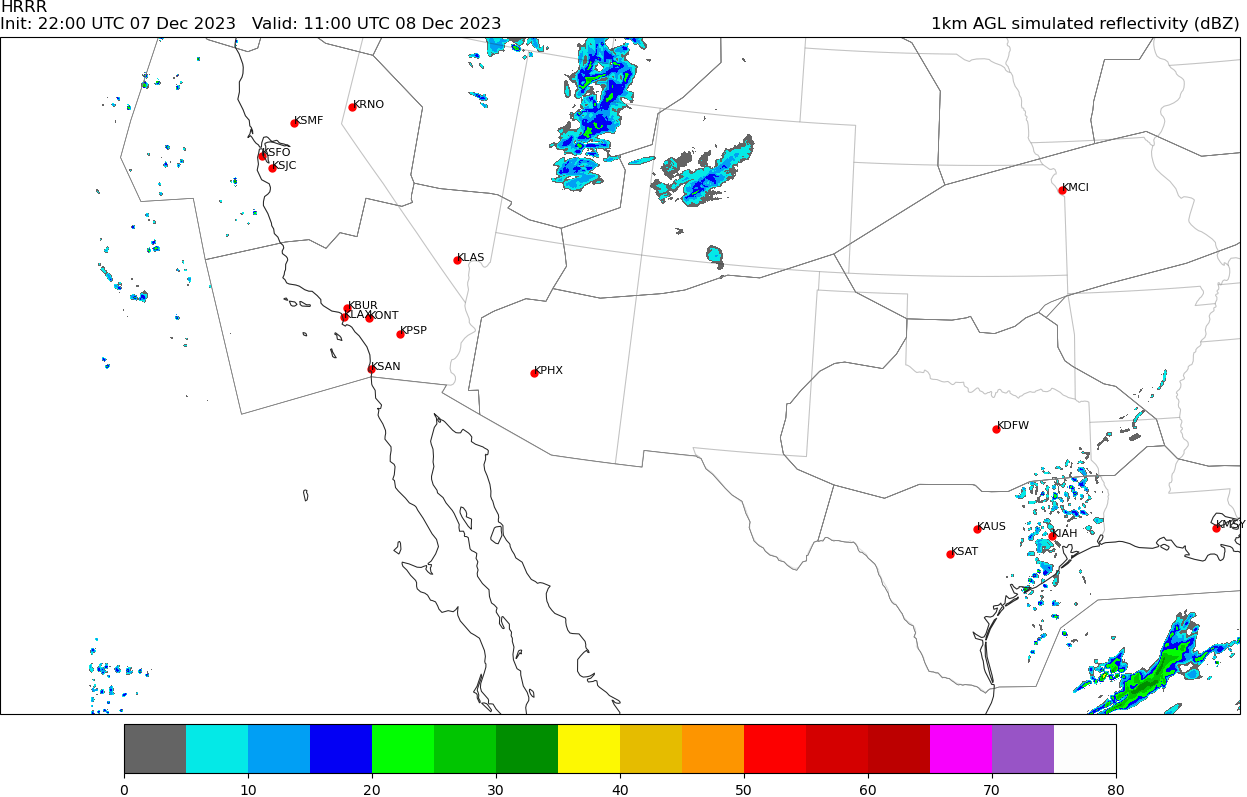 HRRR
Init: 22:00 UTC 07 Dec 2023   Valid: 11:00 UTC 08 Dec 2023   1km AGL simulated reflectivity (dBZ)
KRNO
KSMF
KSFO
KSJC
KMCI
KLAS
KBUR
KLAX KONT
KPSP
KSAN
KPHX
KDFW
KMSY
KAUS
KIAH
KSAT
0 10 20 30 40 50 60 70 80